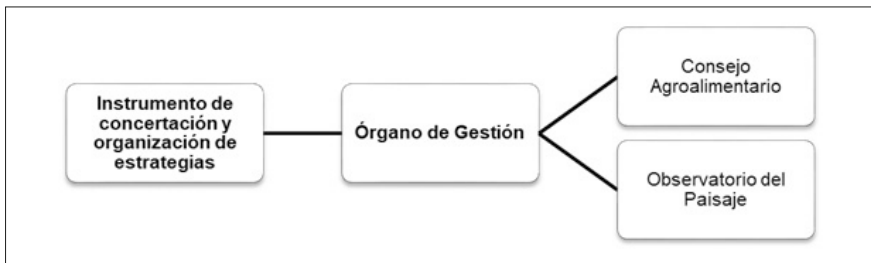 Instrumento de
concertación y
organización de
estrategias
Órgano de Gestión
Consejo
Agroalimentario
Observatorio del
Paisaje